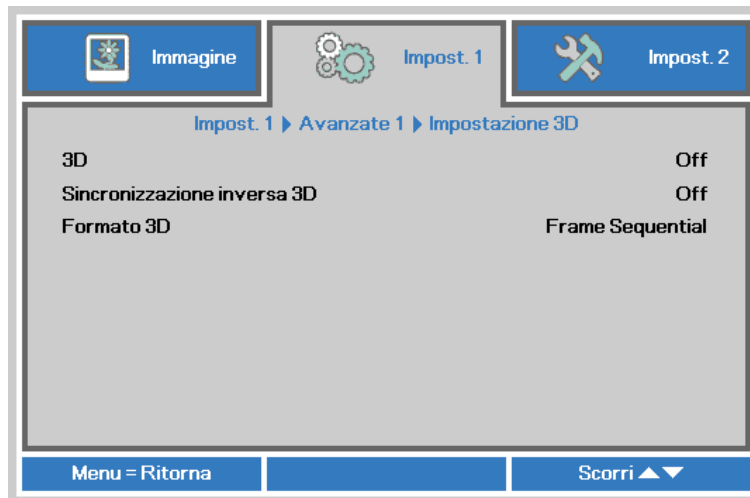 Immagine
Impost. 1
Impost. 2
Impost. 1 ▶ Avanzate 1 ▶ Impostazione 3D
3D Off
Sincronizzazione inversa 3D Off
Formato 3D Frame Sequential
Menu = Ritorna
Scorri ▲▼